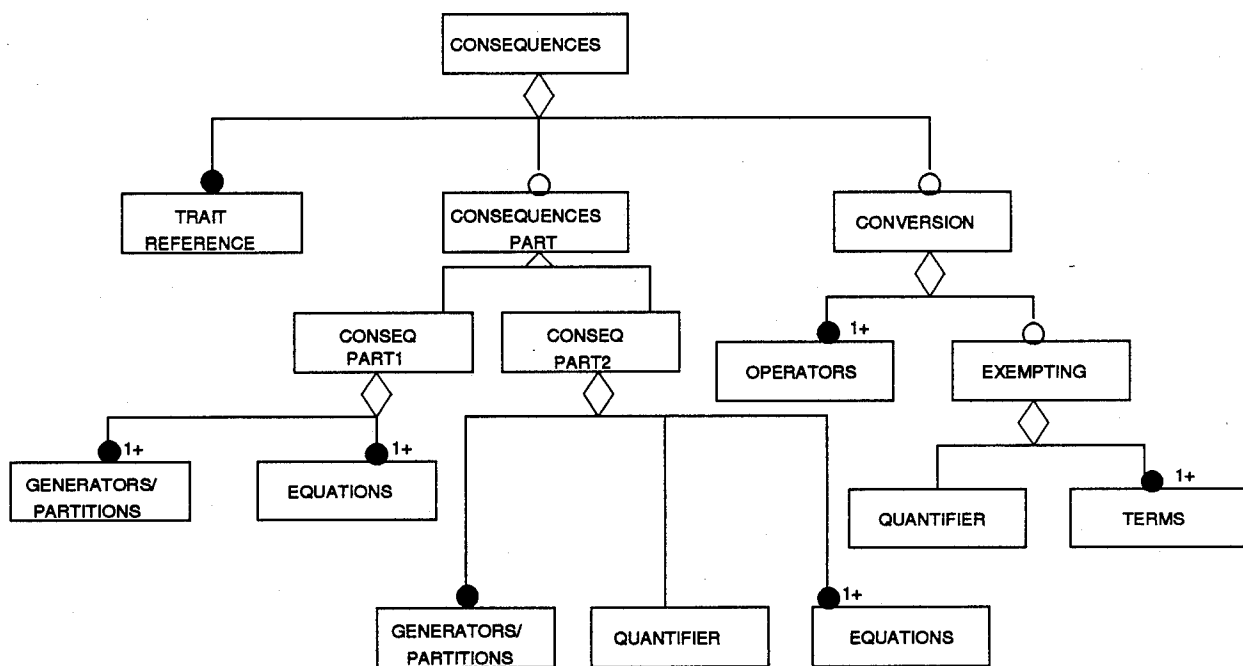 CONSEQUENCES
TRAIT
REFERENCE
CONSEQUENCES
PART
CONVERSION
CONSEQ
PART1
CONSEQ
PART2
1+
OPERATORS
EXEMPTING
1+
GENERATORS/
PARTITIONS
1+
EQUATIONS
QUANTIFIER
1+
TERMS
GENERATORS/
PARTITIONS
QUANTIFIER
1+
EQUATIONS